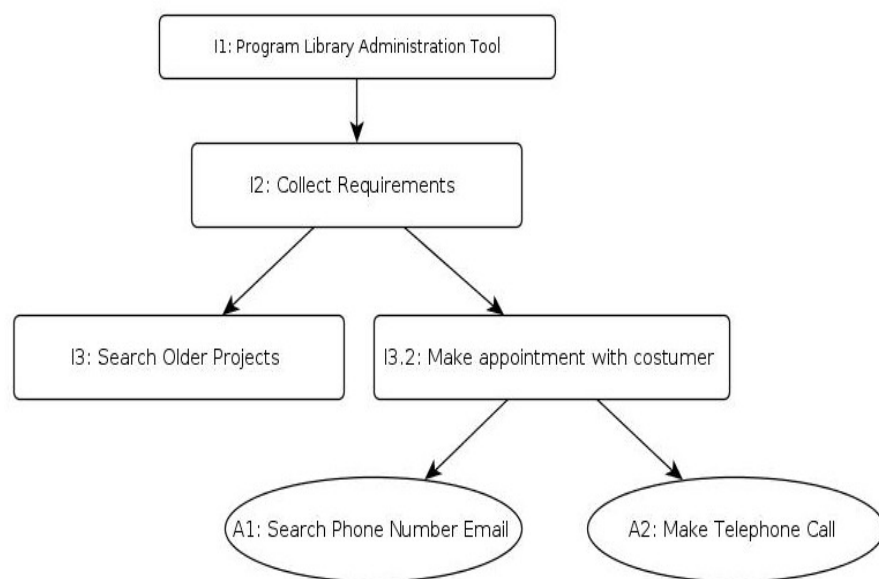 I1: Program Library Administration Tool
I2: Collect Requirements
I3: Search Older Projects
I3.2: Make appointment with costumer
A1: Search Phone Number Email
A2: Make Telephone Call